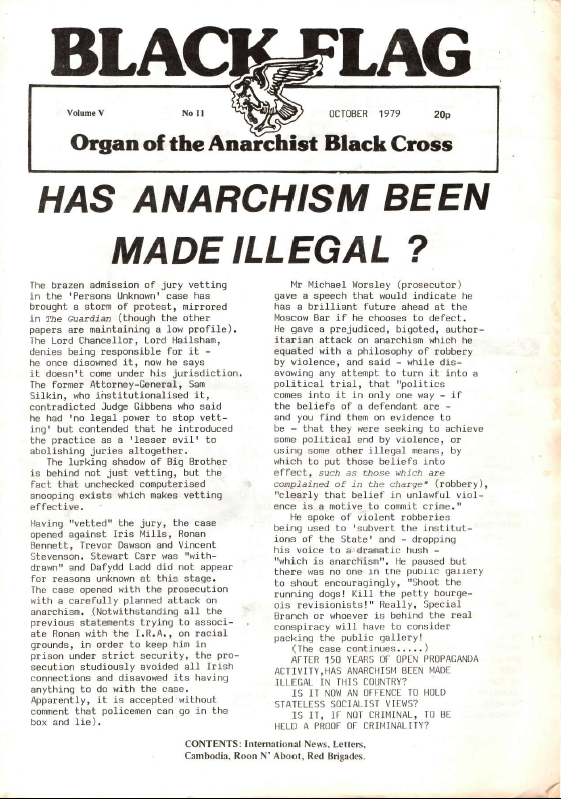 BLACK FLAG
Volume V No 11 OCTOBER 1979 20p
Organ of the Anarchist Black Cross
HAS ANARCHISM BEEN
MADE ILLEGAL ?
The brazen admission of jury vetting
in the 'Persons Unknown' case has
brought a storm of protest, mirrored
in The Guardian (though the other
papers are maintaining a low profile).
The Lord Chancellor, Lord Hailsham,
denies being responsible for it -
he once disowned it, now he says
it doesn't come under his jurisdiction.
The former Attorney-General, Sam
Silkin, who institutionalised it,
contradicted Judge Gibbens who said
he had 'no legal power to stop vett-
ing' but contended that he introduced
the practice as a 'lesser evil' to
abolishing juries altogether.
The lurking shadow of Big Brother
is behind not just vetting, but the
fact that unchecked computerised
snooping exists which makes vetting
effective.
Having "vetted" the jury, the case
opened against Iris Mills, Ronan
Bennett, Trevor Dawson and Vincent
Stevenson. Stewart Carr was "with-
drawn" and Dafydd Ladd did not appear
for reasons unknown at this stage.
The case opened with the prosecution
with a carefully planned attack on
anarchism. (Notwithstanding all the
previous statements trying to associ-
ate Ronan with the I.R.A., on racial
grounds, in order to keep him in
prison under strict security, the pro-
secution studiously avoided all Irish
connections and disavowed its having
anything to do with the case.
Apparently, it is accepted without
comment that policemen can go in the
box and lie).
Mr Michael Worsley (prosecutor)
gave a speech that would indicate he
has a brilliant future ahead at the
Moscow Bar if he chooses to defect.
He gave a prejudiced, bigoted, author-
itarian attack on anarchism which he
equated with a philosophy of robbery
by violence, and said - while dis-
avowing any attempt to turn it into a
political trial, that "politics
comes into it in only one way - if
the beliefs of a defendant are -
and you find them on evidence to
be - that they were seeking to achieve
some political end by violence, or
using some other illegal means, by
which to put those beliefs into
effect, such as those which are
complained of in the charge" (robbery),
"clearly that belief in unlawful viol-
ence is a motive to commit crime."
He spoke of violent robberies
being used to 'subvert the institut-
ions of the State' and - dropping
his voice to a dramatic hush -
"which is anarchism". He paused but
there was no one in the public gallery
to shout encouragingly, "Shoot the
running dogs! Kill the petty bourge-
ois revisionists!" Really, Special
Branch or whoever is behind the real
conspiracy will have to consider
packing the public gallery!
(The case continues.....)
AFTER 150 YEARS OF OPEN PROPAGANDA
ACTIVITY,HAS ANARCHISM BEEN MADE
ILLEGAL IN THIS COUNTRY?
IS IT NOW AN OFFENCE TO HOLD
STATELESS SOCIALIST VIEWS?
IS IT, IF NOT CRIMINAL, TO BE
HELD A PROOF OF CRIMINALITY?
CONTENTS: International News, Letters,
Cambodia, Roon N' Aboot, Red Brigades.